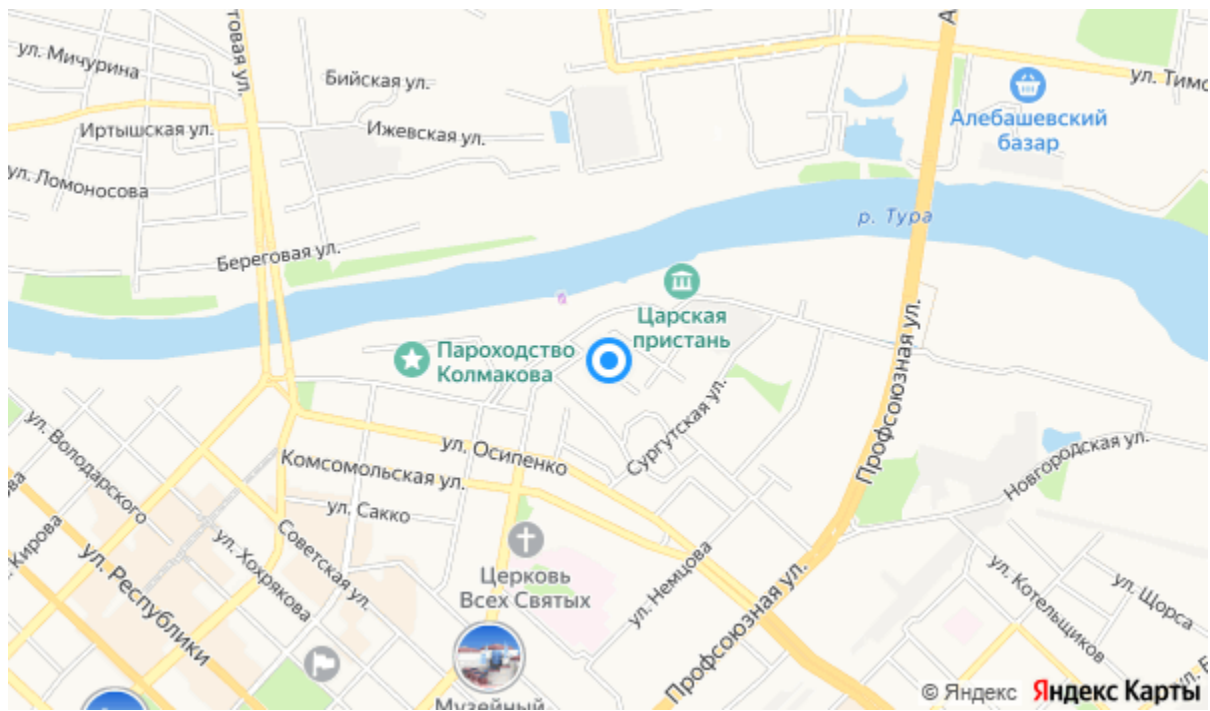 товая ул.
ул. Мичурина
Бийская ул.
ул. Тимо
Алебашевский
базар
Иртышская ул.
Ижевская ул.
ул. Ломоносова
р. Тура
Береговая ул.
Царская
пристань
Пароходство
Колмакова
Профсоюзная ул.
Сургутская ул.
ул. Осипенко
ул. Володарского
Комсомольская ул.
Новгородская ул.
ул. Сакко
Кирова
ул. Республики
ул. Хохрякова
Советская ул.
Церковь
Всех Святых
ул. Немцова
Профсоюзная ул.
ул. Котельщиков
ул. Щорса
Музейный
© Яндекс Яндекс Карты